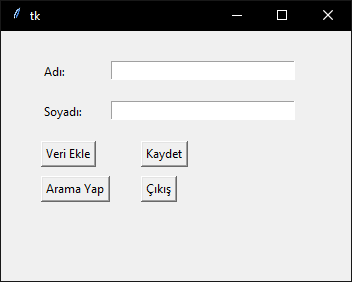 tk
Adı:
Soyadı:
Veri Ekle Kaydet
Arama Yap Çıkış